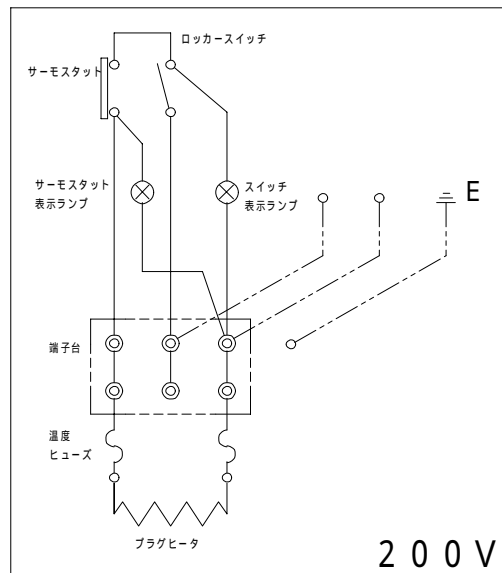 ロッカースイッチ
サーモスタット
サーモスタット
表示ランプ
スイッチ
表示ランプ
E
端子台
温度
ヒューズ
プラグヒータ
200V